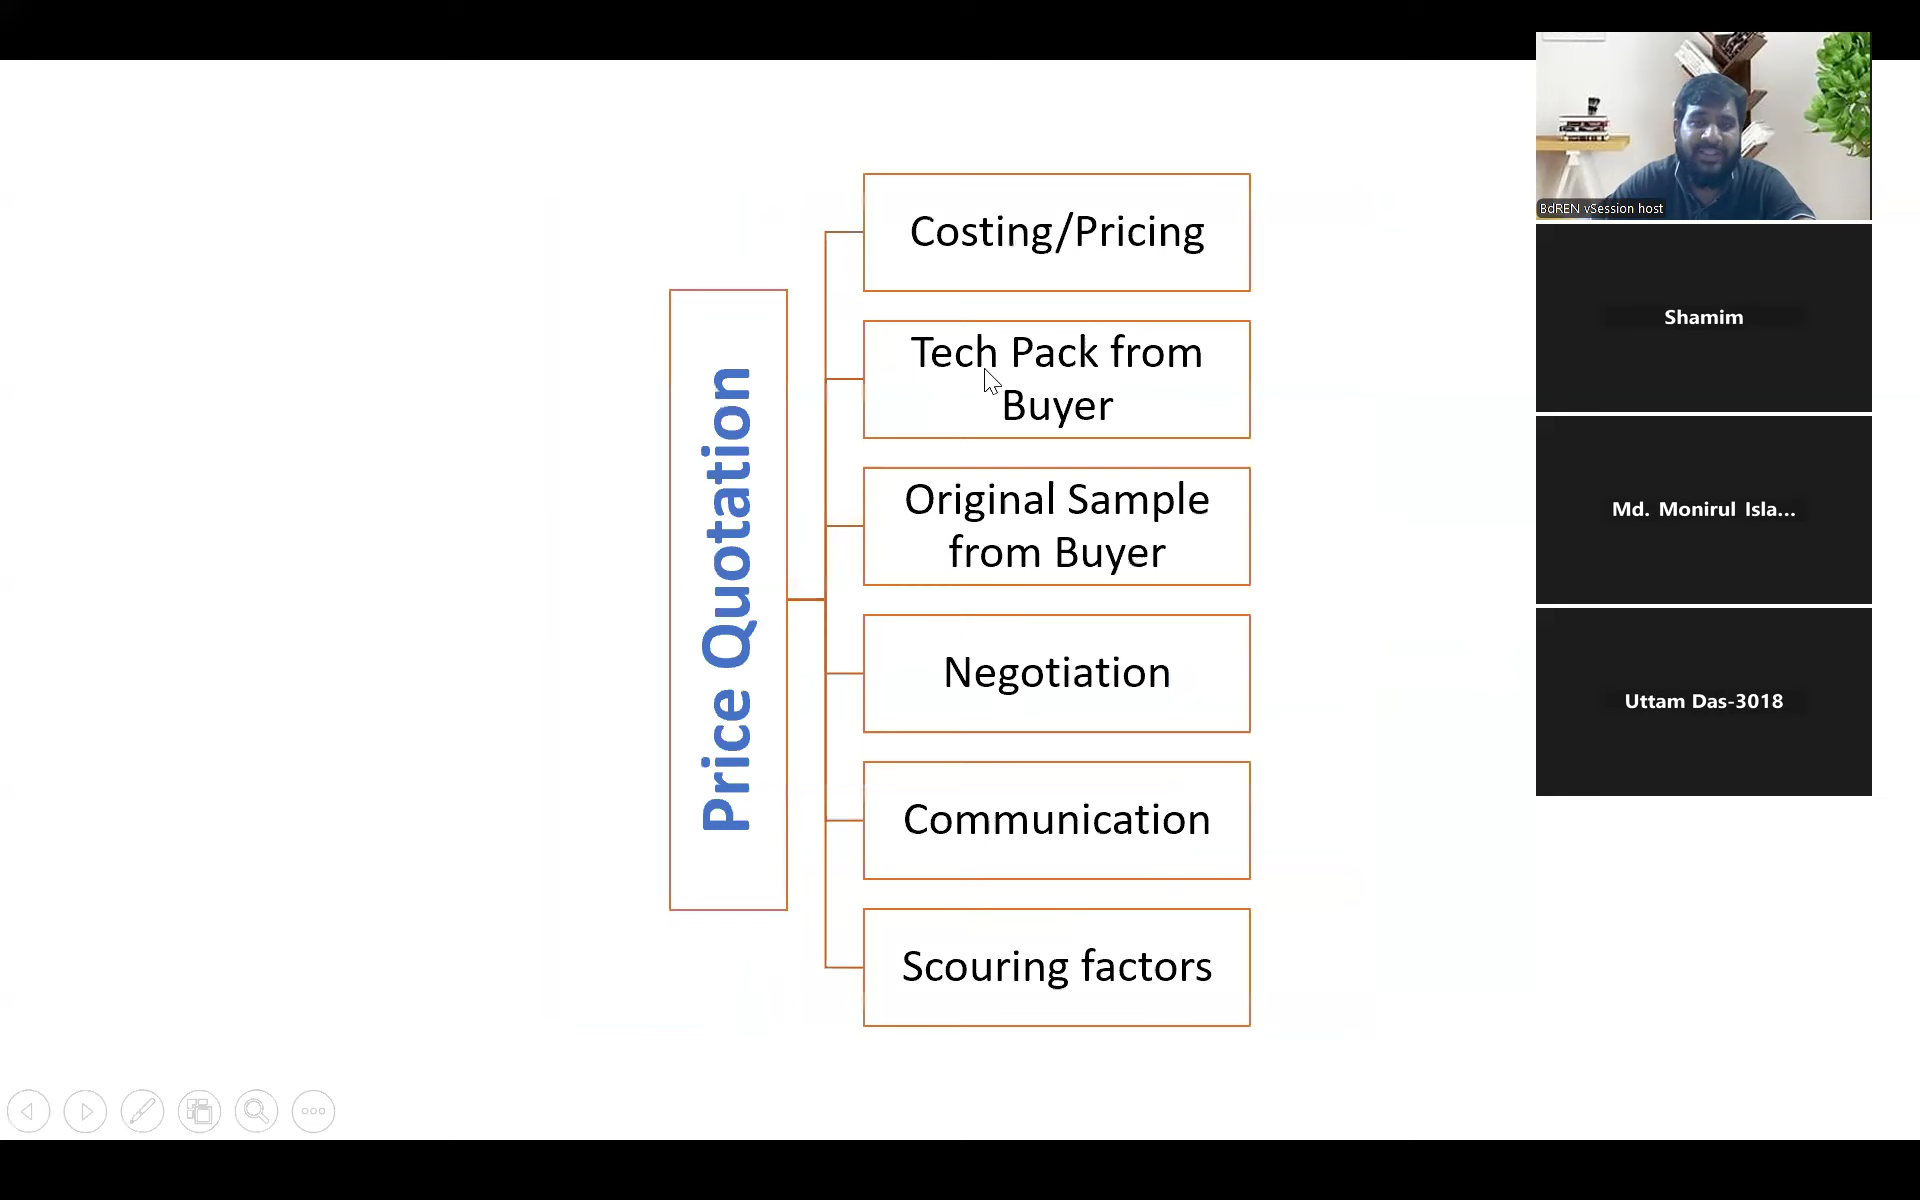 Price Quotation
Costing/Pricing
Tech Pack from
Buyer
Original Sample
from Buyer
Negotiation
Communication
Scouring factors
BdREN vSession host
Shamim
Md. Monirul Isla...
Uttam Das-3018